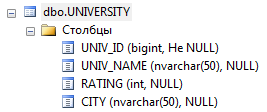 dbo.UNIVERSITY
Столбцы
UNIV_ID (bigint, Не NULL)
UNIV_NAME (nvarchar(50), NULL)
RATING (int, NULL)
CITY (nvarchar(50), NULL)